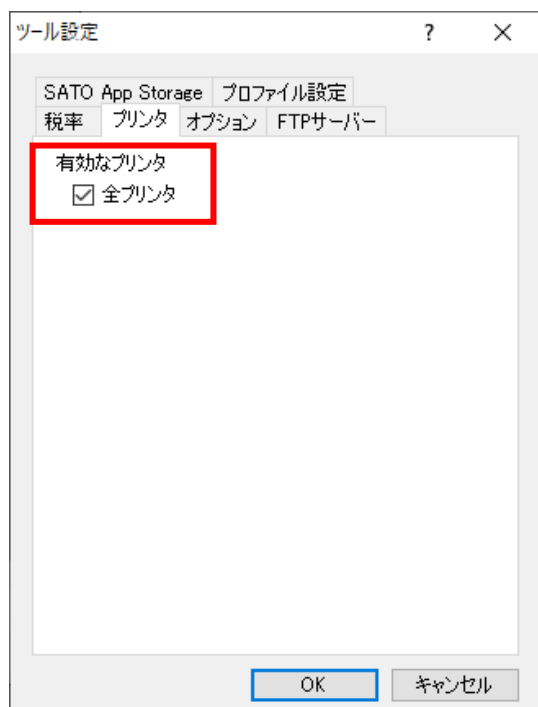 ツール設定
?
SATO App Storage プロファイル設定
税率 プリンタ オプション FTPサーバー
有効なプリンタ
全プリンタ
OK キャンセル